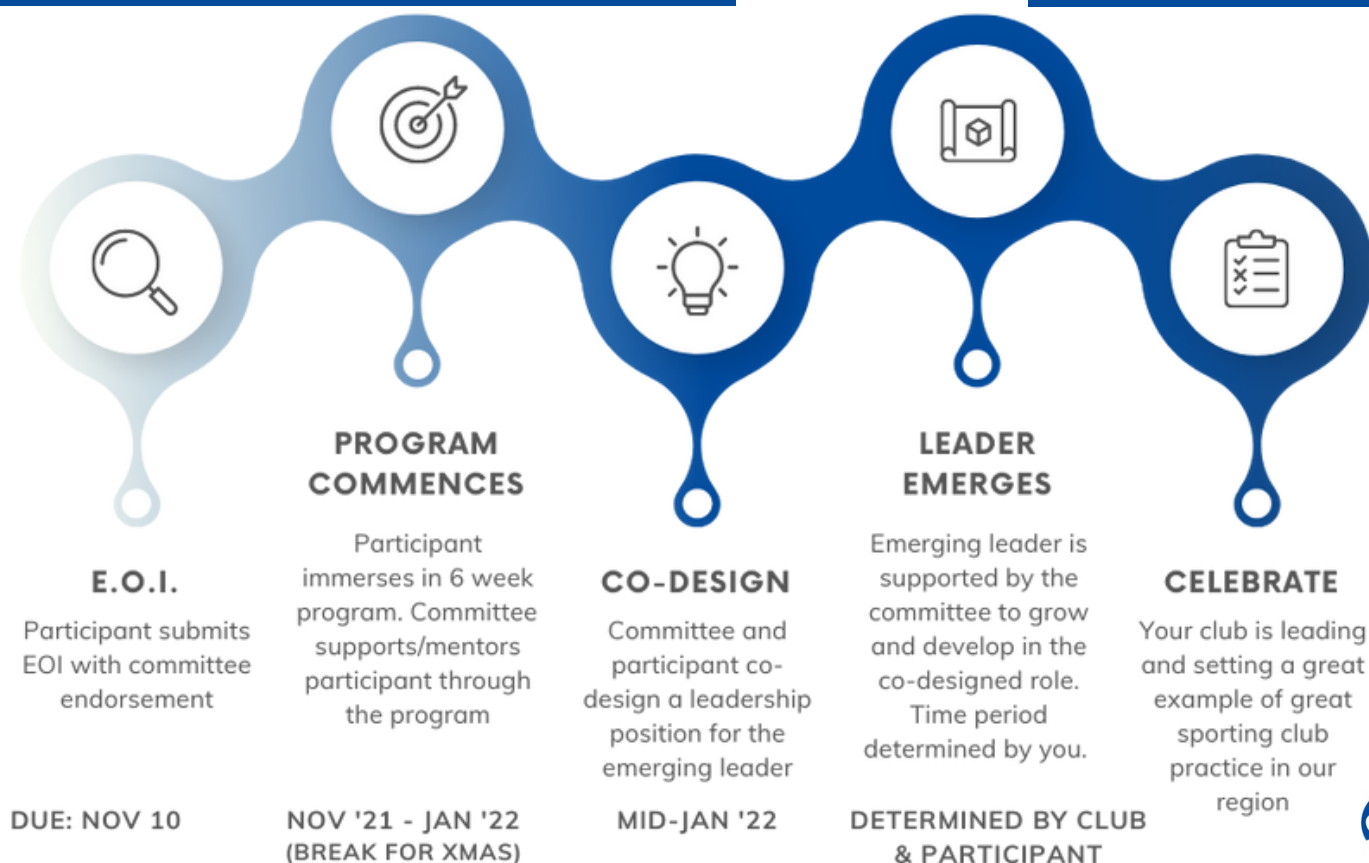 E.O.I.
Participant submits
EOI with committee
endorsement
DUE: NOV 10
PROGRAM
COMMENCES
Participant
immerses in 6 week
program. Committee
supports/mentors
participant through
the program
NOV '21 - JAN '22
(BREAK FOR XMAS)
CO-DESIGN
Committee and
participant co-
design a leadership
position for the
emerging leader
MID-JAN '22
LEADER
EMERGES
Emerging leader is
supported by the
committee to grow
and develop in the
co-designed role.
Time period
determined by you.
DETERMINED BY CLUB
& PARTICIPANT
CELEBRATE
Your club is leading
and setting a great
example of great
sporting club
practice in our
region